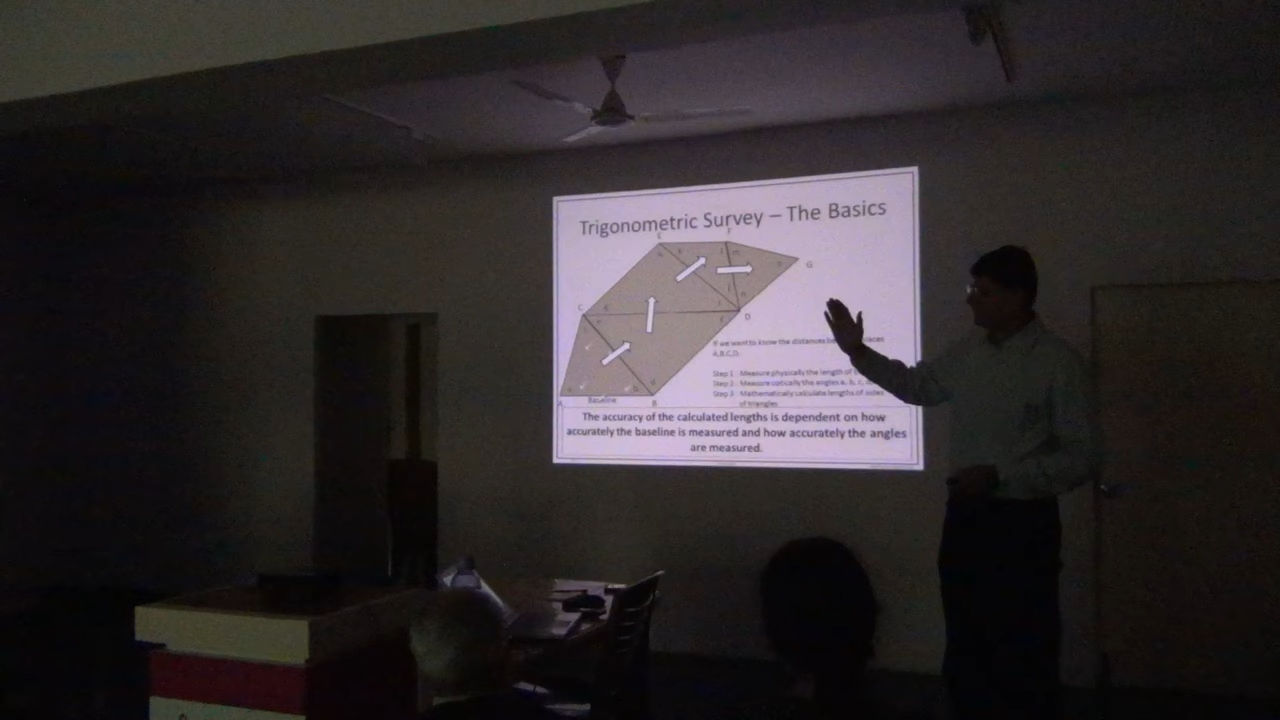 Trigonometric Survey – The Basics
E F
G
C
D
A Baseline B
If we want to know the distances places
A,B,C,D.
Step 1 : Measure physically the length of
Step 2 : Measure optically the angles a, b, c,
Step 3 : Mathematically calculate lengths of sides
of triangles
The accuracy of the calculated lengths is dependent on how
accurately the baseline is measured and how accurately the angles
are measured.